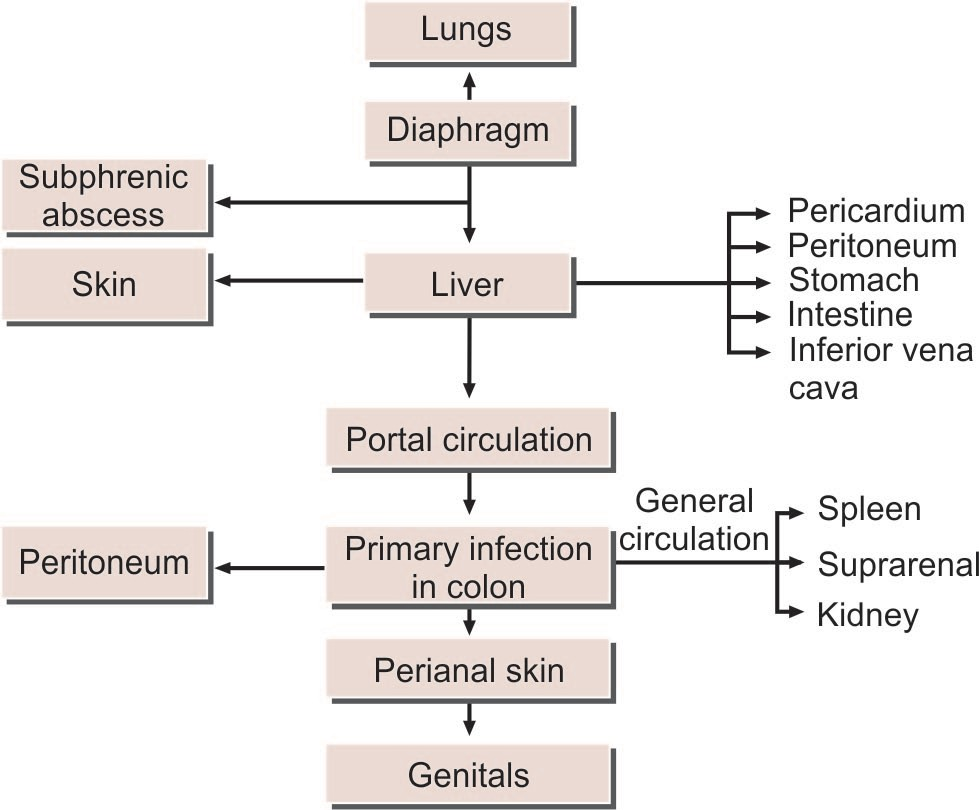 Lungs
Diaphragm
Subphrenic
abscess
Skin
Liver
Pericardium
Peritoneum
Stomach
Intestine
Inferior vena
cava
Portal circulation
Peritoneum
Primary infection
in colon
General
circulation
Spleen
Suprarenal
Kidney
Perianal skin
Genitals